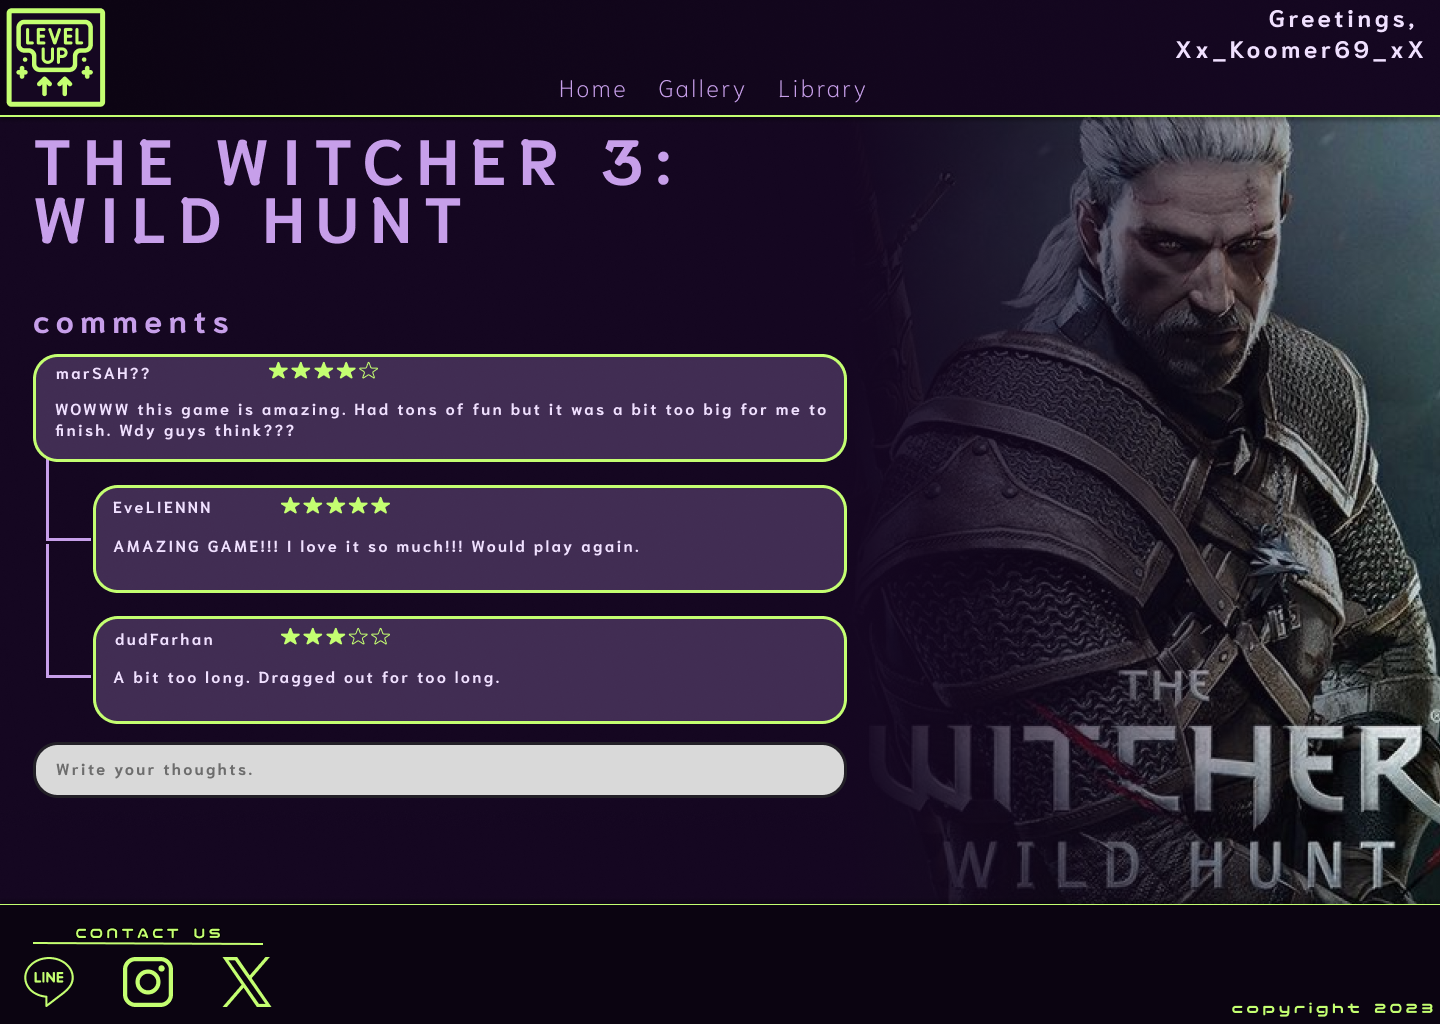 LEVEL
UP
Greetings,
Xx_Koomer69_xX
Home Gallery Library
THE WITCHER 3:
WILD HUNT
comments
marSAH??
WOWWW this game is amazing. Had tons of fun but it was a bit too big for me to
finish. Wdy guys think???
EveLIENNN
AMAZING GAME!!! I love it so much!!! Would play again.
dudFarhan
A bit too long. Dragged out for too long.
Write your thoughts.
THE
WITCHER®
WILD HUNT
CONTACT US
LINE
copyright 2023